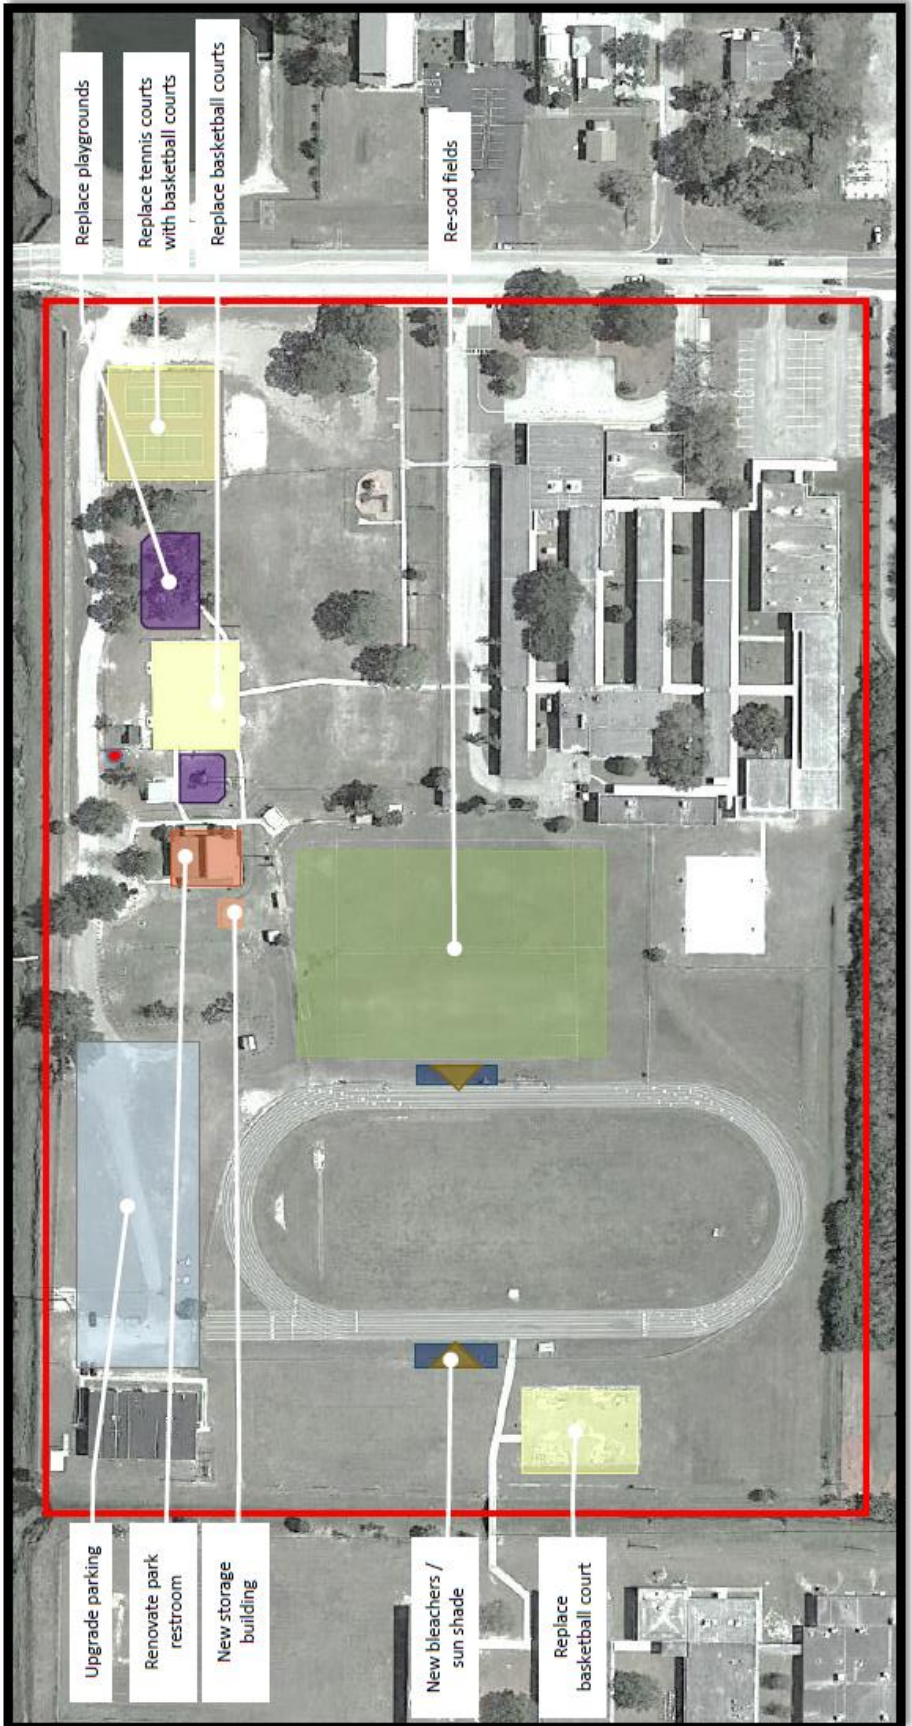 Replace playgrounds
Replace tennis courts
with basketball courts
Replace basketball courts
Re-sod fields
Upgrade parking
Renovate park
restroom
New storage
building
New bleachers /
sun shade
Replace
basketball court